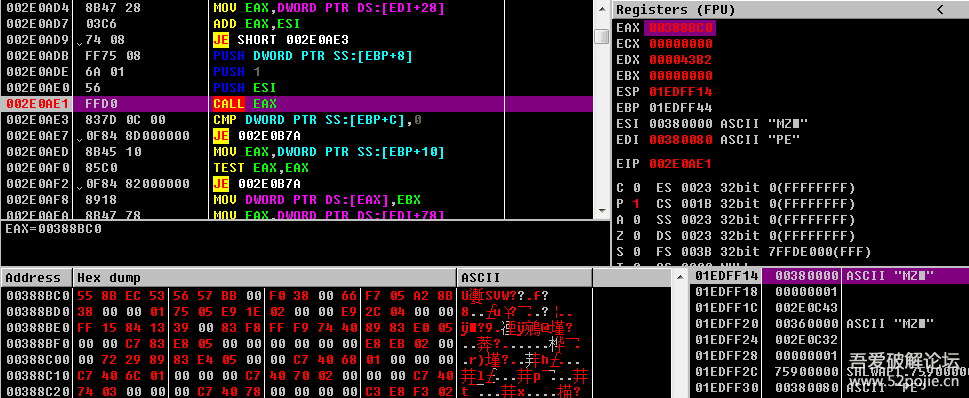 002E0AD4 8B47 28 MOV EAX,DWORD PTR DS:[EDI+28]
002E0AD7 03C6 ADD EAX,ESI
002E0AD9 74 08 JE SHORT 002E0AE3
002E0ADB FF75 08 PUSH DWORD PTR SS:[EBP+8]
002E0ADE 6A 01 PUSH 1
002E0AE0 56 PUSH ESI
002E0AE1 FFD0 CALL EAX
002E0AE3 837D 0C 00 CMP DWORD PTR SS:[EBP+C],0
002E0AE7 0F84 8D000000 JE 002E0B7A
002E0AED 8B45 10 MOV EAX,DWORD PTR SS:[EBP+10]
002E0AF0 85C0 TEST EAX,EAX
002E0AF2 0F84 82000000 JE 002E0B7A
002E0AF8 8918 MOV DWORD PTR DS:[EAX],EBX
002E0AFA 8B47 78 MOV EAX,DWORD PTR DS:[EDI+78]
EAX=00388BC0
Registers (FPU) <
EAX 00388BC0
ECX 00000000
EDX 000043B2
EBX 00000000
ESP 01EDFF14
EBP 01EDFF44
ESI 00380000 ASCII "MZ
EDI 00380080 ASCII "PE"
EIP 002E0AE1
C 0 ES 0023 32bit 0(FFFFFFFF)
P 1 CS 001B 32bit 0(FFFFFFFF)
A 0 SS 0023 32bit 0(FFFFFFFF)
Z 0 DS 0023 32bit 0(FFFFFFFF)
S 0 FS 003B 32bit 7FFDE000(FFF)
Address Hex dump ASCII
00388BC0 55 8B EC 53 56 57 BB 00 F0 38 00 66 F7 05 A2 8B
00388BD0 38 00 00 01 75 05 E9 1E 02 00 00 E9 2C 04 00 00
00388BE0 FF 15 84 13 39 00 83 F8 FF F9 74 40 89 83 E0 05
00388BF0 00 00 C7 83 E8 05 00 00 00 00 00 00 E8 EB 02 00
00388C00 00 72 29 89 83 E4 05 00 00 C7 40 68 01 00 00 00
00388C10 C7 40 6C 01 00 00 00 C7 40 70 02 00 00 00 C7 40
00388C20 74 03 00 00 00 C7 40 78 C3 E8 F3 02
01EDFF14 00380000 ASCII "MZ
01EDFF18 00000001
01EDFF1C 002E0C43
01EDFF20 00360000 ASCII "MZ
01EDFF24 002E0C32
01EDFF28 00000001
01EDFF2C 75900000 SHLWAPI.75900000
01EDFF30 00380080 ASCII "PE"
吾爱破解论坛
www.52pojie.cn